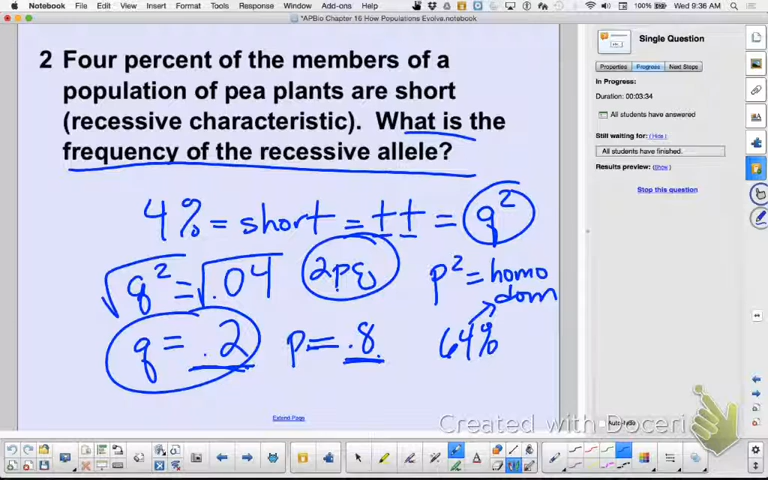 Notability Edit View Insert Format Tools Response Window Help
100%
Wed 9:36 AM
*APBio Chapter 16 How Populations Evolve.notebook
2 Four percent of the members of a
population of pea plants are short
(recessive characteristic). What is the
frequency of the recessive allele?
4% = short = tt = q²
√q² = √.04 2pq p² = homo
dom
q = .2 p = .8 64%
Extend Page
Single Question
Properties Progress Next Steps
In Progress:
Duration: 00:03:34
All students have answered
Still waiting for: (Hide)
All students have finished.
Results preview: (Show)
Stop this question
Created with Doceri